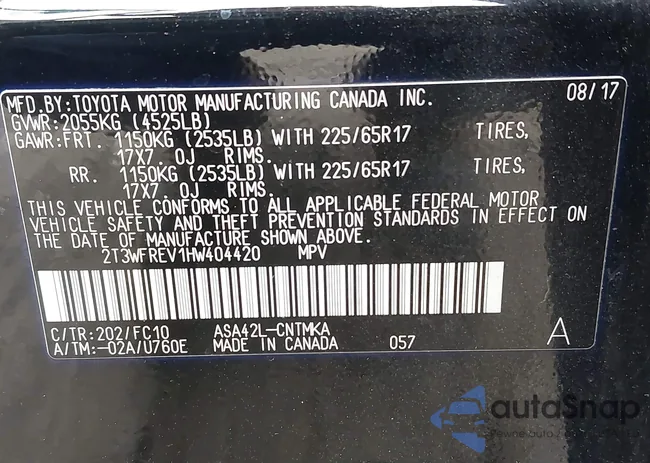 MFD.BY:TOYOTA MOTOR MANUFACTURING CANADA INC. 08/17
GVWR:2055KG (4525LB)
GAWR:FRT. 1150KG (2535LB) WITH 225/65R17 TIRES,
17X7.0J RIMS.
RR. 1150KG (2535LB) WITH 225/65R17 TIRES,
17X7.0J RIMS.
THIS VEHICLE CONFORMS TO ALL APPLICABLE FEDERAL MOTOR
VEHICLE SAFETY AND THEFT PREVENTION STANDARDS IN EFFECT ON
THE DATE OF MANUFACTURE SHOWN ABOVE.
2T3WFREV1HW404420 MPV
C/TR:202/FC10 ASA42L-CNTMKA
A/TM:-02A/U760E MADE IN CANADA 057 A
autoSnap